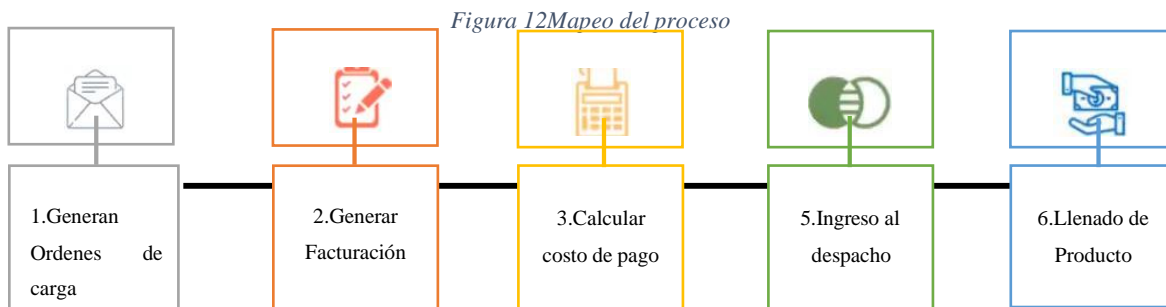 Figura 12Mapeo del proceso
1.Generan
Ordenes de
carga
2.Generar
Facturación
3.Calcular
costo de pago
5.Ingreso al
despacho
6.Llenado de
Producto